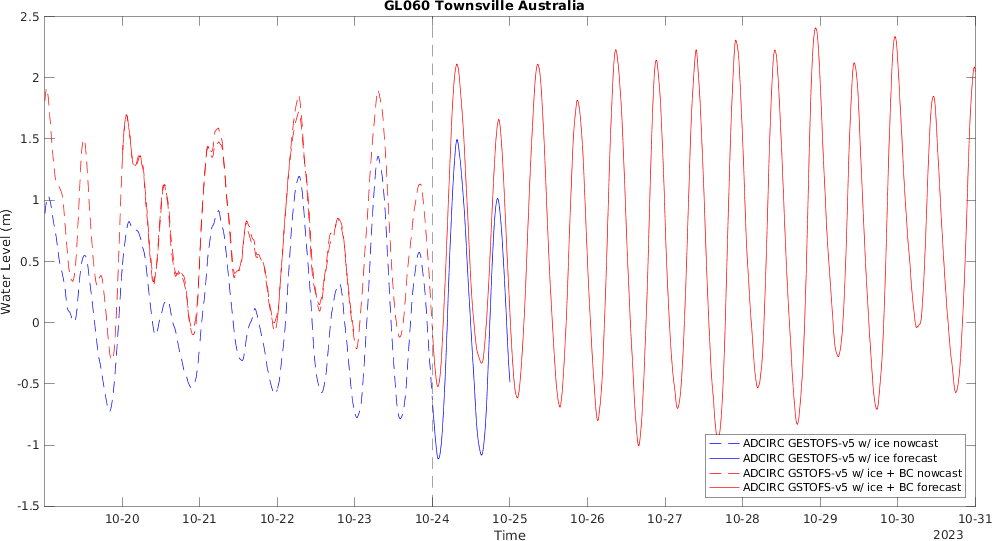 GL060 Townsville Australia
Water Level (m)
2.5
2
1.5
1
0.5
0
-0.5
-1
-1.5
ADCIRC GESTOFS-v5 w/ ice nowcast
ADCIRC GESTOFS-v5 w/ ice forecast
ADCIRC GSTOFS-v5 w/ ice + BC nowcast
ADCIRC GSTOFS-v5 w/ ice + BC forecast
10-20 10-21 10-22 10-23 10-24 10-25 10-26 10-27 10-28 10-29 10-30 10-31
Time
2023